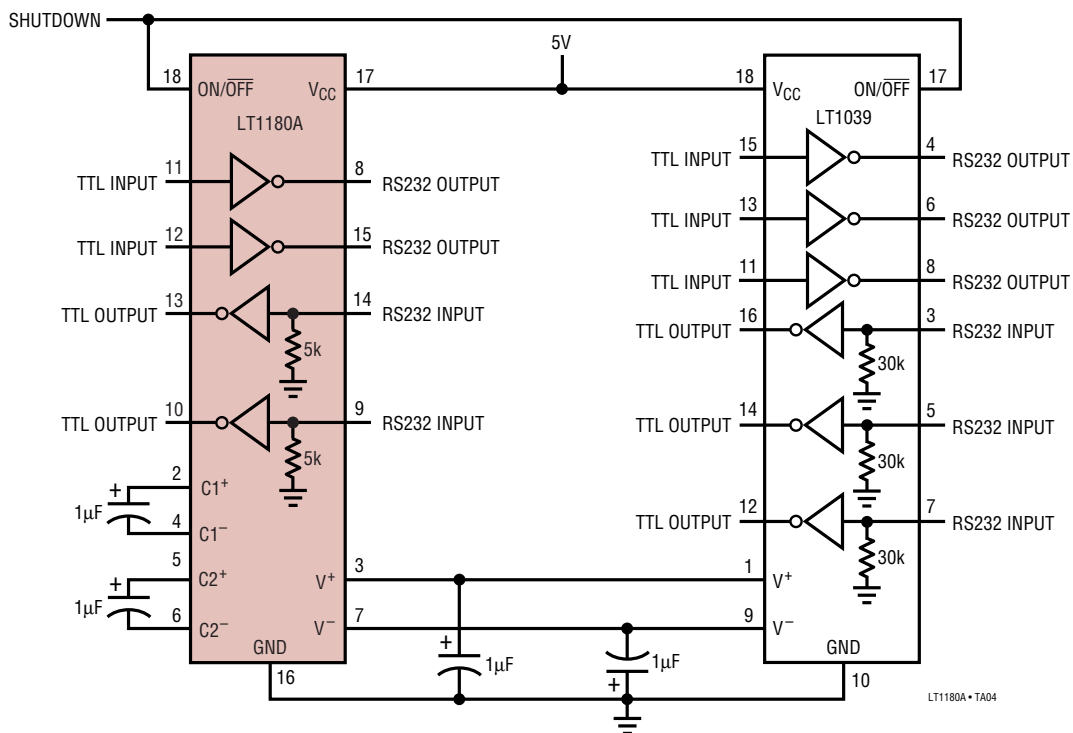 SHUTDOWN
5V
18 ON/OFF
VCC 17
LT1180A
11
TTL INPUT
8
RS232 OUTPUT
12
TTL INPUT
15
RS232 OUTPUT
13
TTL OUTPUT
14
RS232 INPUT
5k
10
TTL OUTPUT
9
RS232 INPUT
5k
2
C1+
+
1µF
4
C1−
5
C2+
+
1µF
6
C2−
3
V+
7
V−
GND
16
+
1µF
1µF
+
18
VCC
ON/OFF
17
LT1039
15
TTL INPUT
4
RS232 OUTPUT
13
TTL INPUT
6
RS232 OUTPUT
11
TTL INPUT
8
RS232 OUTPUT
16
TTL OUTPUT
3
RS232 INPUT
30k
14
TTL OUTPUT
5
RS232 INPUT
30k
12
TTL OUTPUT
7
RS232 INPUT
30k
1
V+
9
V−
GND
10
LT1180A • TA04